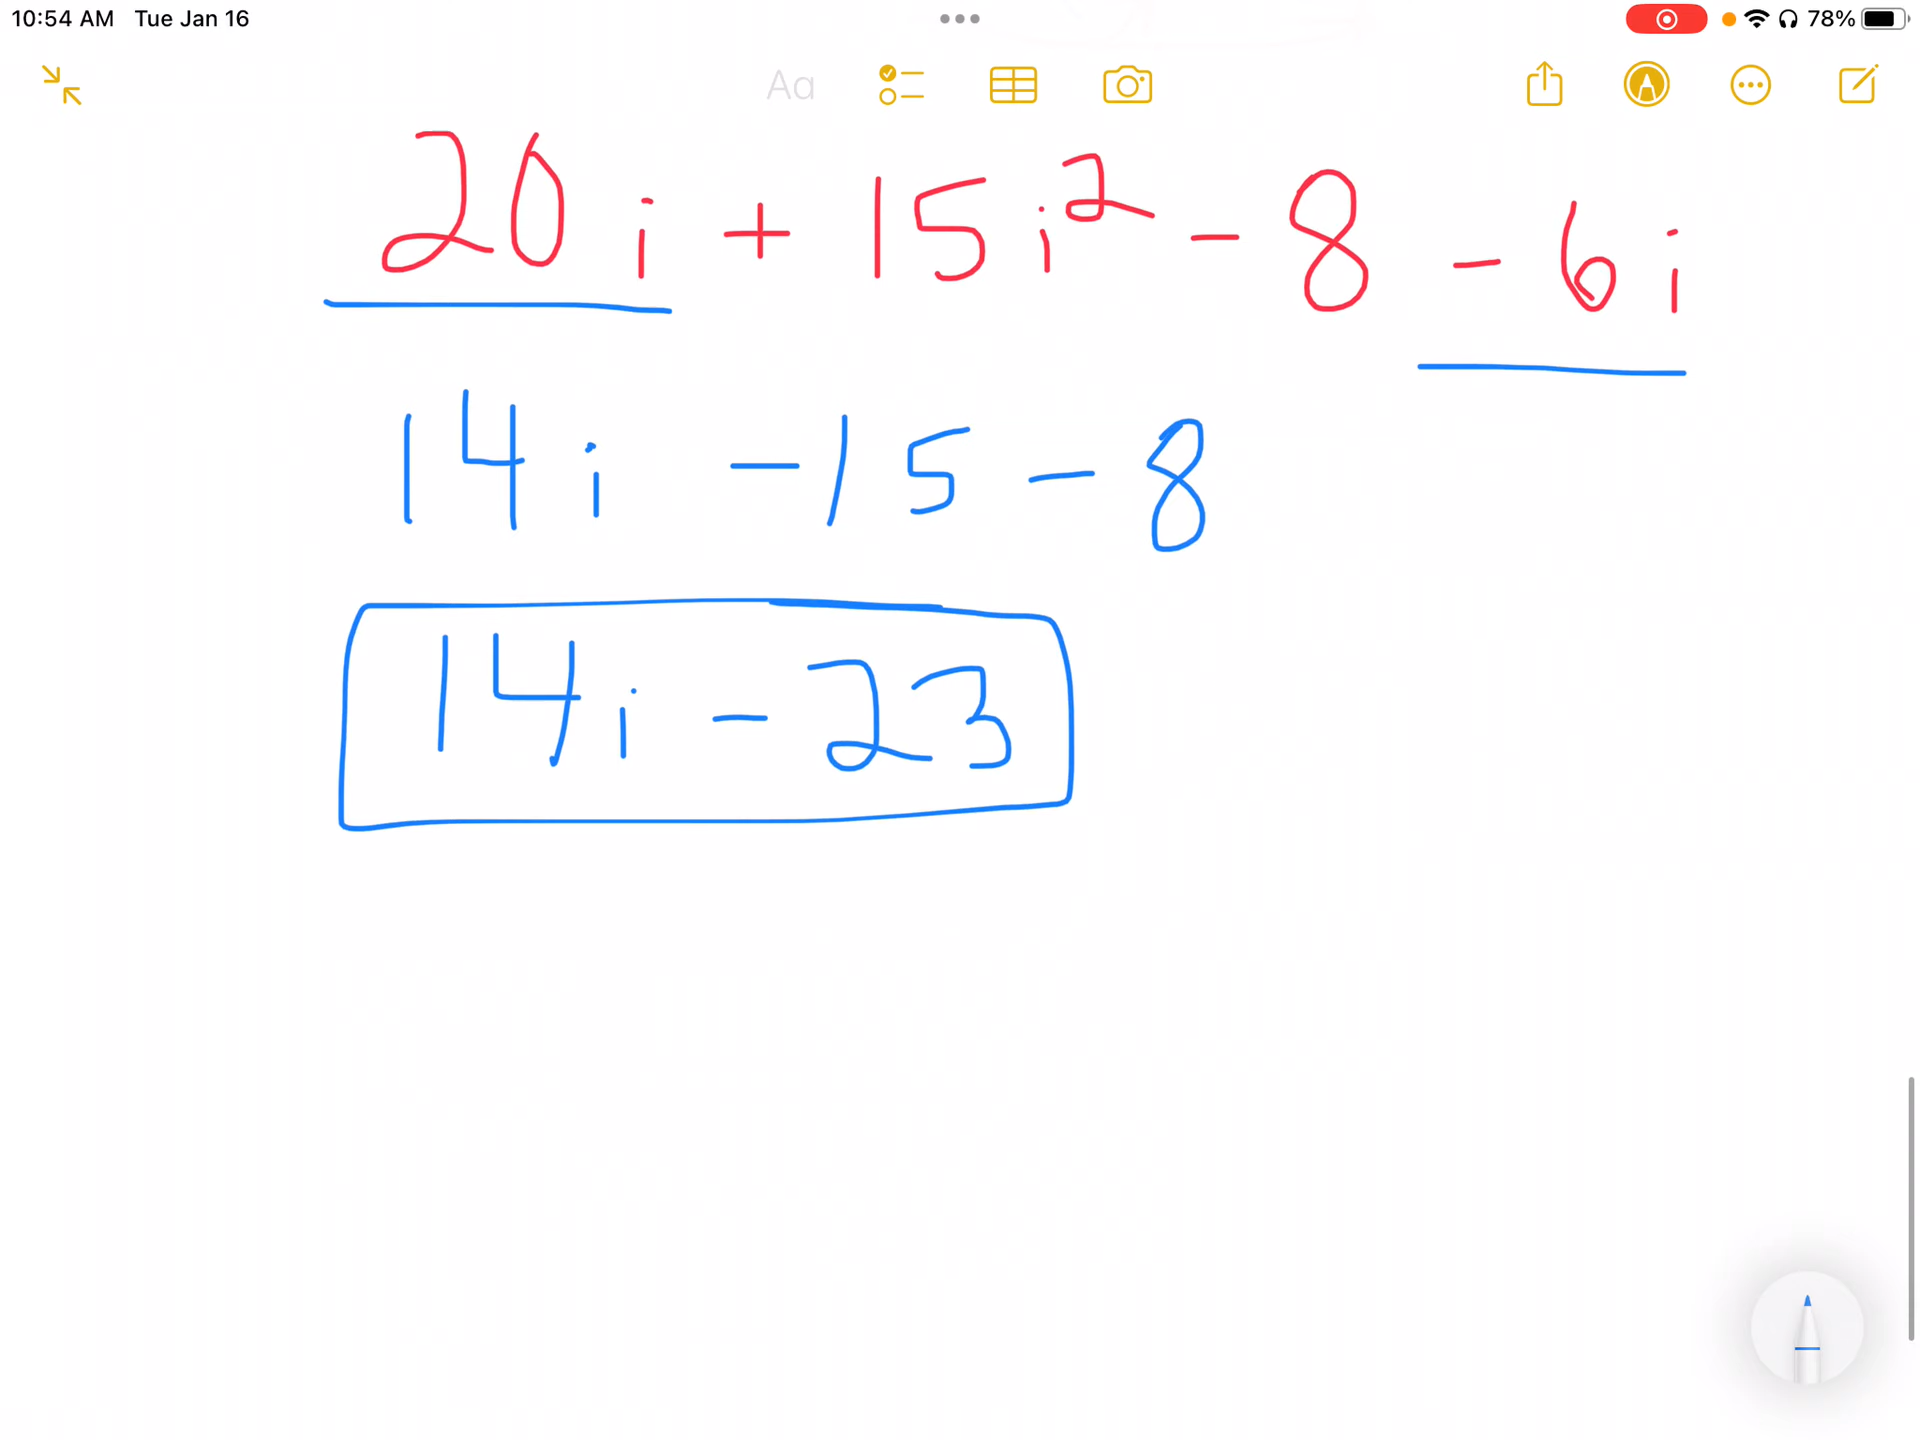 10:54 AM Tue Jan 16 78%
Aa
20i + 15i² - 8 - 6i
14i - 15 - 8
14i - 23